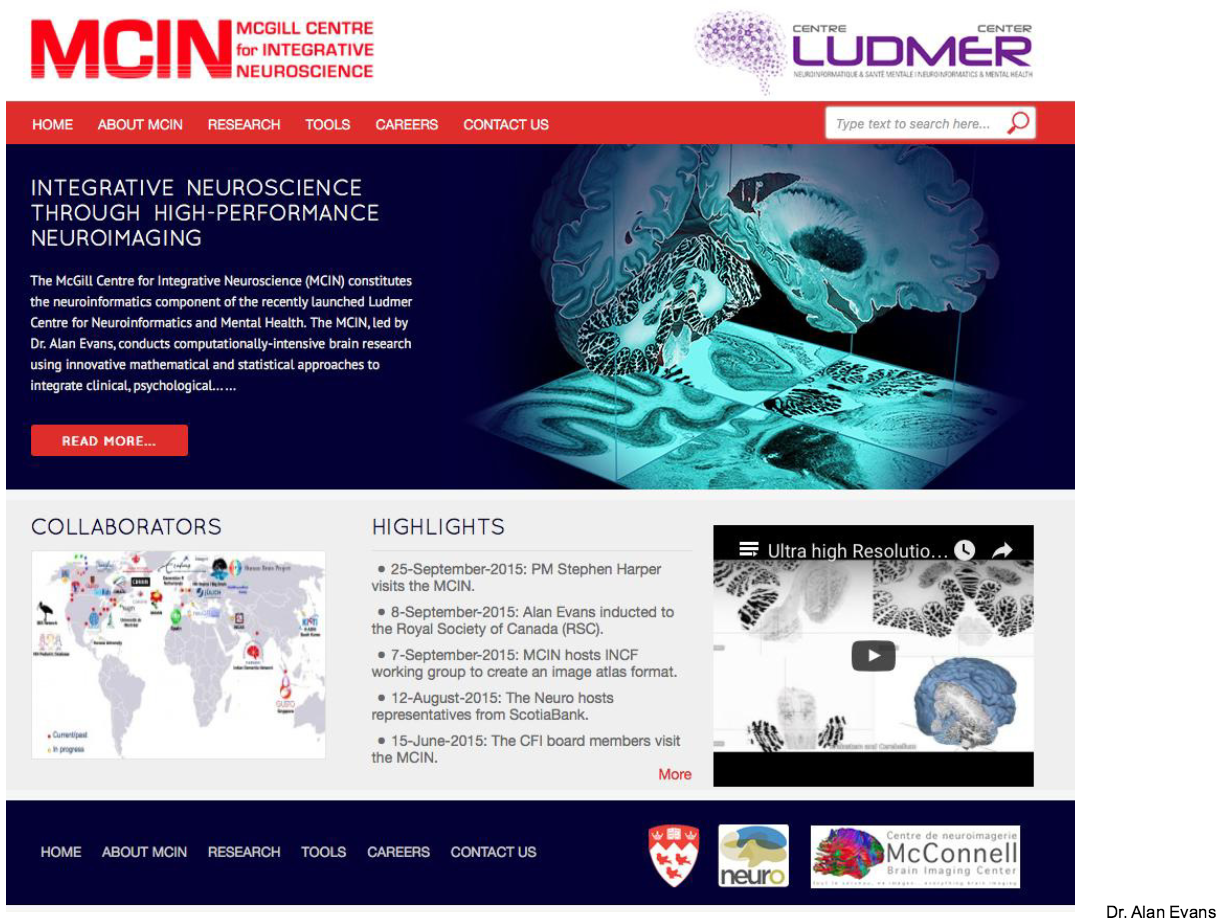 MCIN
MCGILL CENTRE
for INTEGRATIVE
NEUROSCIENCE
CENTRE CENTER
LUDMER
NEUROINFORMATIQUE & SANTÉ MENTALE | NEUROINFORMATICS & MENTAL HEALTH
HOME ABOUT MCIN RESEARCH TOOLS CAREERS CONTACT US
Type text to search here...
INTEGRATIVE NEUROSCIENCE
THROUGH HIGH-PERFORMANCE
NEUROIMAGING
The McGill Centre for Integrative Neuroscience (MCIN) constitutes
the neuroinformatics component of the recently launched Ludmer
Centre for Neuroinformatics and Mental Health. The MCIN, led by
Dr. Alan Evans, conducts computationally-intensive brain research
using innovative mathematical and statistical approaches to
integrate clinical, psychological... ...
READ MORE...
COLLABORATORS
Human Brain Project
GUSTO
Singapore
Current/past
In progress
HIGHLIGHTS
• 25-September-2015: PM Stephen Harper
visits the MCIN.
• 8-September-2015: Alan Evans inducted to
the Royal Society of Canada (RSC).
• 7-September-2015: MCIN hosts INCF
working group to create an image atlas format.
• 12-August-2015: The Neuro hosts
representatives from ScotiaBank.
• 15-June-2015: The CFI board members visit
the MCIN.
More
Ultra high Resolutio...
Brainstem and Cerebellum
HOME ABOUT MCIN RESEARCH TOOLS CAREERS CONTACT US
neuro
Centre de neuroimagerie
McConnell
Brain Imaging Center
Dr. Alan Evans